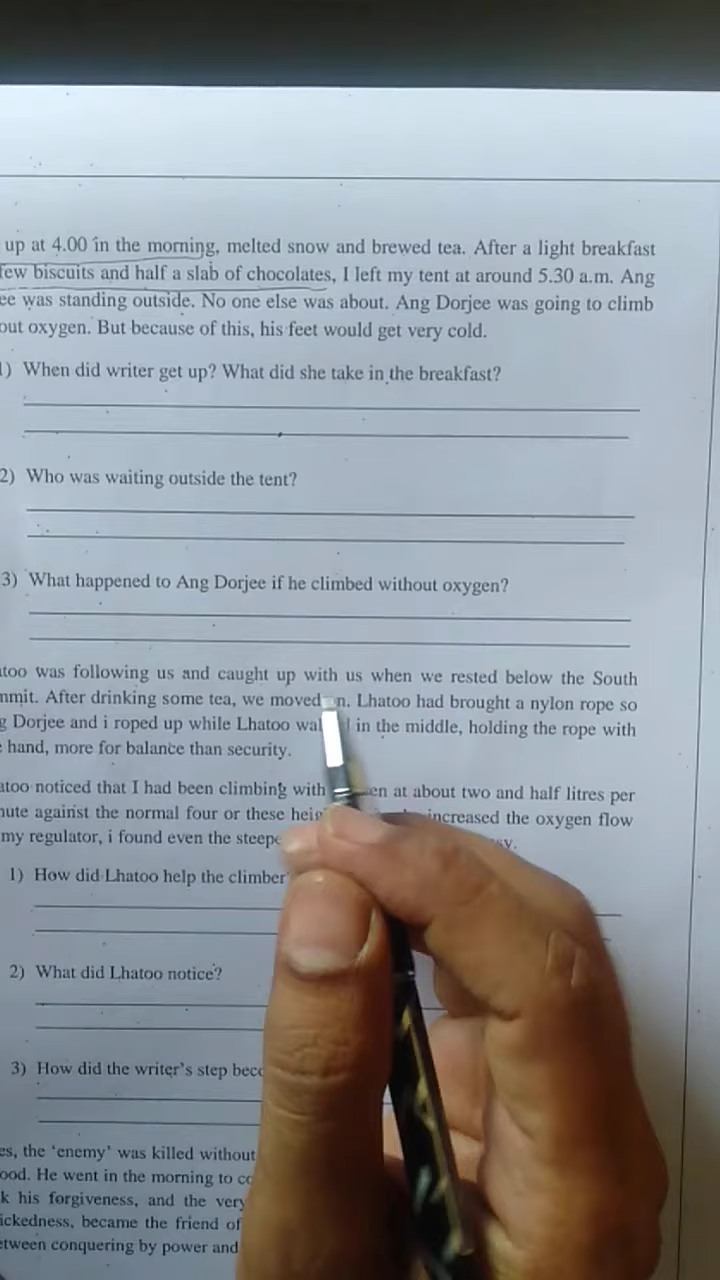 up at 4.00 in the morning, melted snow and brewed tea. After a light breakfast
few biscuits and half a slab of chocolates, I left my tent at around 5.30 a.m. Ang
ee was standing outside. No one else was about. Ang Dorjee was going to climb
out oxygen. But because of this, his feet would get very cold.
1) When did writer get up? What did she take in the breakfast?
2) Who was waiting outside the tent?
3) What happened to Ang Dorjee if he climbed without oxygen?
atoo was following us and caught up with us when we rested below the South
mmit. After drinking some tea, we moved on. Lhatoo had brought a nylon rope so
g Dorjee and i roped up while Lhatoo wal in the middle, holding the rope with
hand, more for balance than security.
atoo noticed that I had been climbing with en at about two and half litres per
nute against the normal four or these heig increased the oxygen flow
my regulator, i found even the steepe sy.
1) How did Lhatoo help the climber
2) What did Lhatoo notice?
3) How did the writer's step beco
es, the 'enemy' was killed without
ood. He went in the morning to co
k his forgiveness, and the very
ickedness, became the friend of
etween conquering by power and